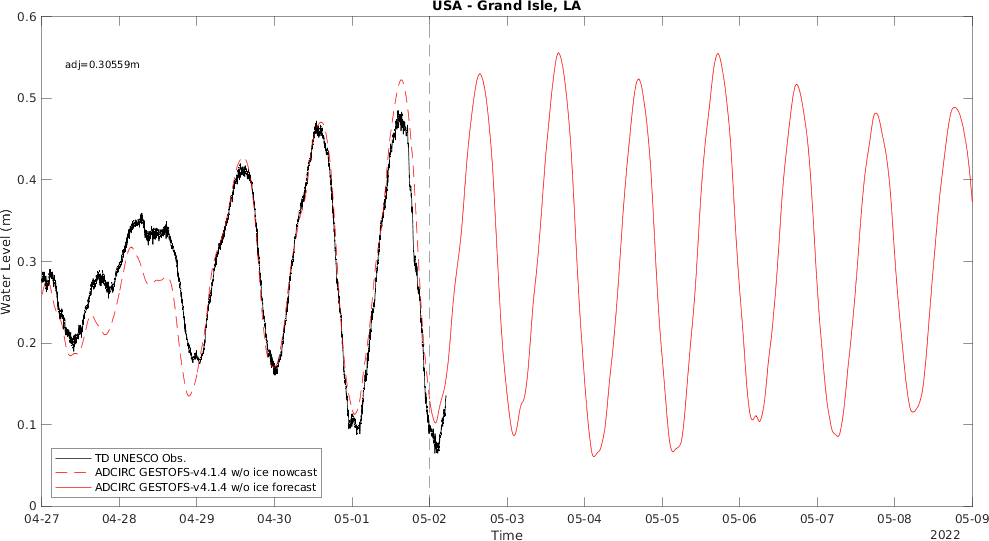 USA - Grand Isle, LA
adj=0.30559m
0.6
0.5
0.4
0.3
0.2
0.1
0
Water Level (m)
TD UNESCO Obs.
ADCIRC GESTOFS-v4.1.4 w/o ice nowcast
ADCIRC GESTOFS-v4.1.4 w/o ice forecast
04-27 04-28 04-29 04-30 05-01 05-02 05-03 05-04 05-05 05-06 05-07 05-08 05-09
Time
2022